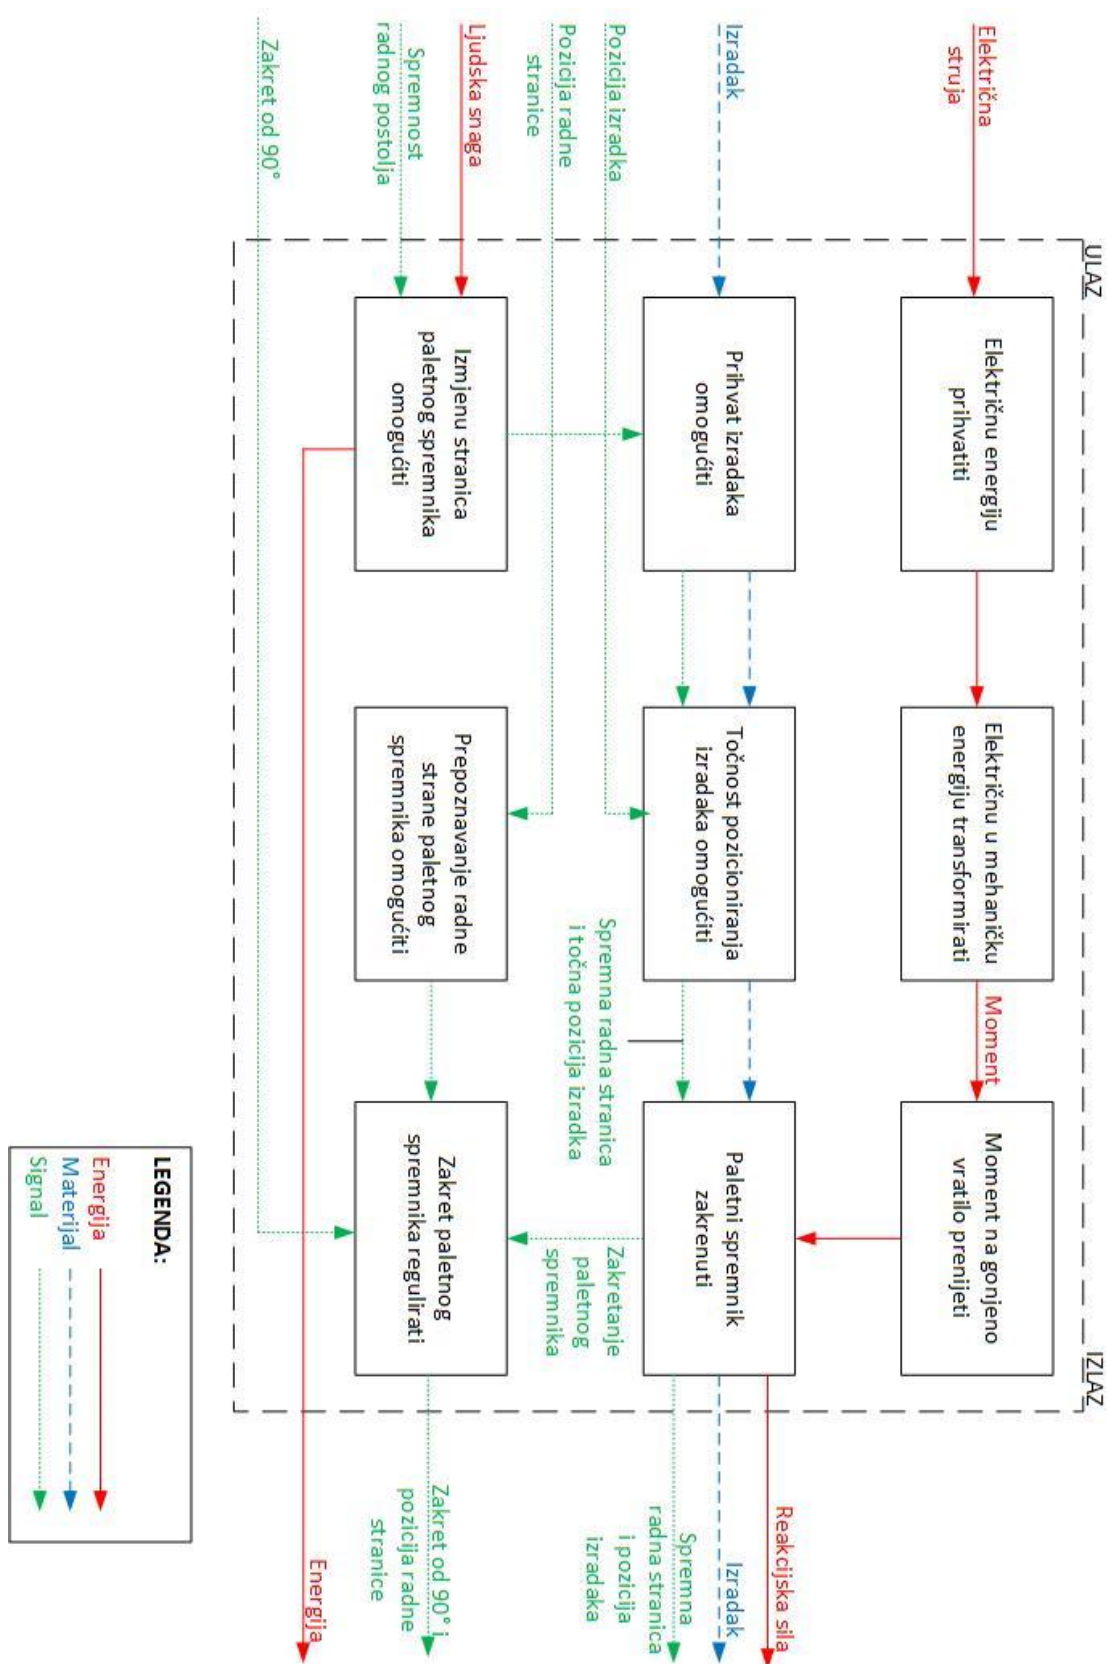 ULAZ
IZLAZ
Električna
struja
Električnu energiju
prihvatiti
Električnu u mehaničku
energiju transformirati
Moment
Moment na gonjeno
vratilo prenijeti
Reakcijska sila
Izradak
Prihvat izradaka
omogućiti
Točnost pozicioniranja
izradaka omogućiti
Paletni spremnik
zakrenuti
Izradak
Pozicija izradka
Spremna radna stranica
i točna pozicija izradka
Spremna
radna stranica
i pozicija
izradaka
Pozicija radne
stranice
Zakretanje
paletnog
spremnika
Ljudska snaga
Spremnost
radnog postolja
Izmjenu stranica
paletnog spremnika
omogućiti
Prepoznavanje radne
strane paletnog
spremnika omogućiti
Zakret paletnog
spremnika regulirati
Zakret od 90° i
pozicija radne
stranice
Zakret od 90°
Energija
LEGENDA:
Energija
Materijal
Signal